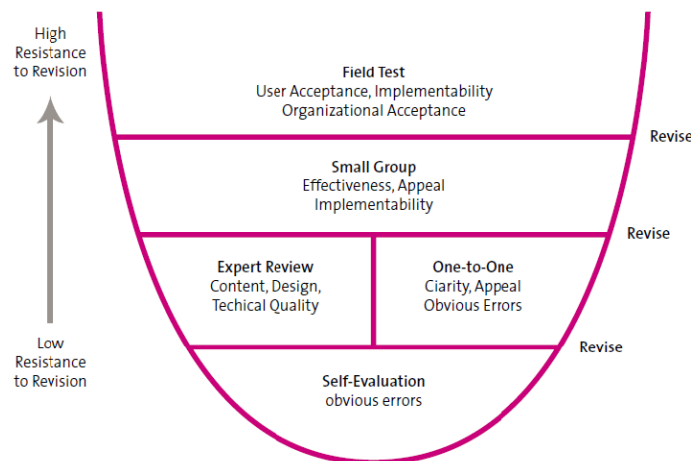 High
Resistance
to Revision
Field Test
User Acceptance, Implementability
Organizational Acceptance
Revise
Small Group
Effectiveness, Appeal
Implementability
Revise
Expert Review
Content, Design,
Techical Quality
One-to-One
Ciarity, Appeal
Obvious Errors
Low
Resistance
to Revision
Revise
Self-Evaluation
obvious errors